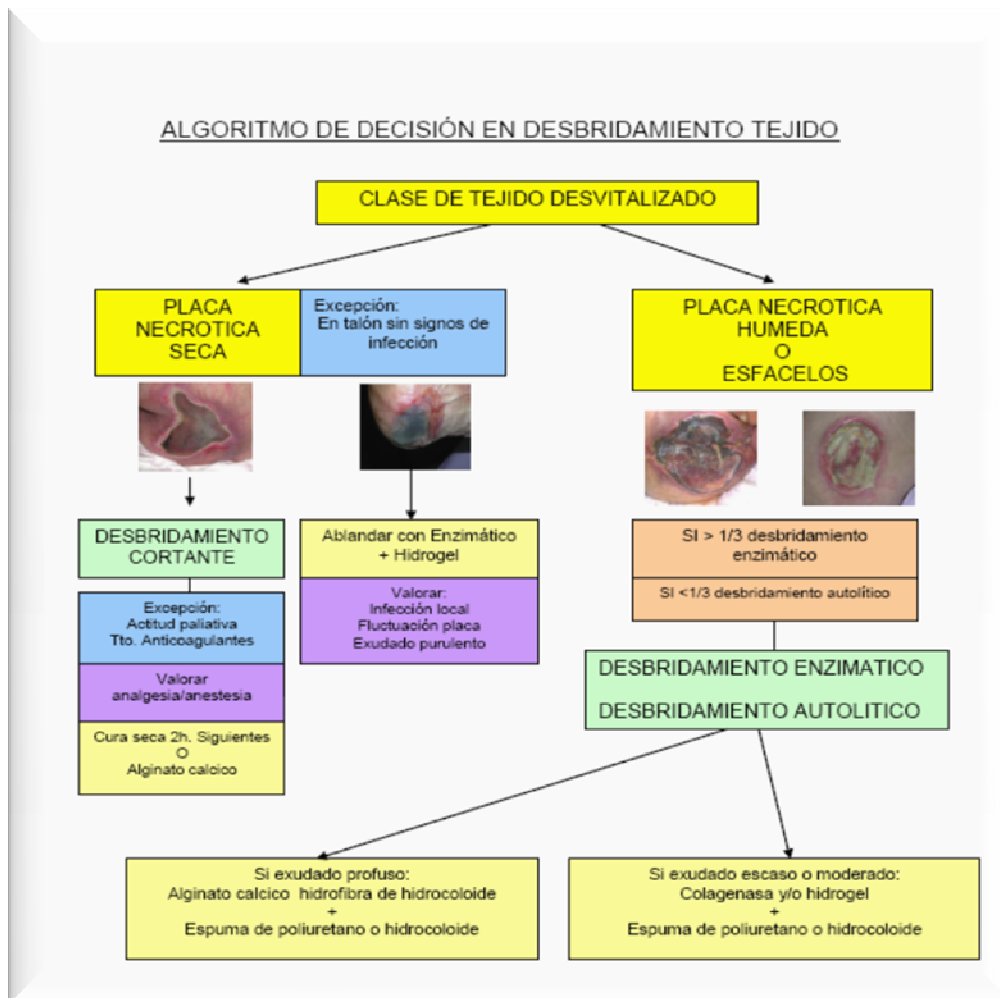 ALGORITMO DE DECISIÓN EN DESBRIDAMIENTO TEJIDO
CLASE DE TEJIDO DESVITALIZADO
PLACA
NECROTICA
SECA
Excepción:
En talón sin signos de
infección
PLACA NECROTICA
HUMEDA
O
ESFACELOS
DESBRIDAMIENTO
CORTANTE
Excepción:
Actitud paliativa
Tto. Anticoagulantes
Valorar
analgesia/anestesia
Cura seca 2h. Siguientes
O
Alginato calcico
Ablandar con Enzimático
+ Hidrogel
Valorar:
Infección local
Fluctuación placa
Exudado purulento
SI > 1/3 desbridamiento
enzimático
SI <1/3 desbridamiento autolítico
DESBRIDAMIENTO ENZIMATICO
DESBRIDAMIENTO AUTOLITICO
Si exudado profuso:
Alginato calcico hidrofibra de hidrocoloide
+
Espuma de poliuretano o hidrocoloide
Si exudado escaso o moderado:
Colagenasa y/o hidrogel
+
Espuma de poliuretano o hidrocoloide